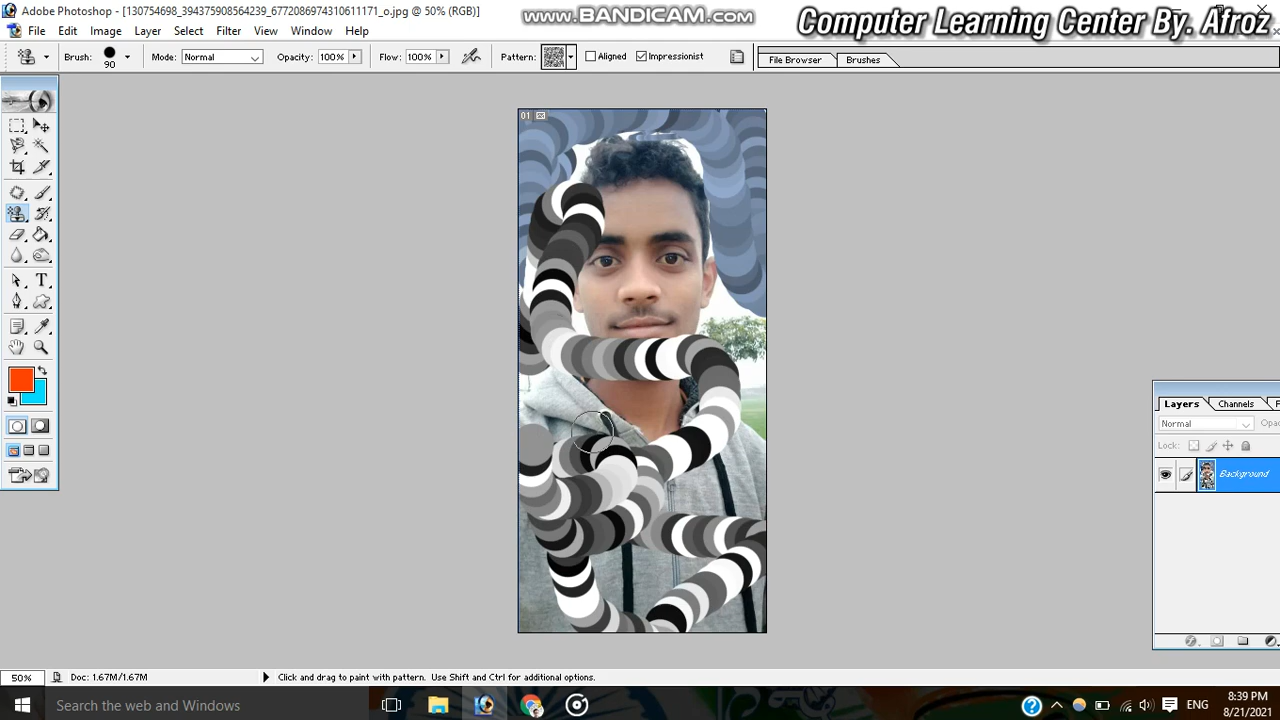 Adobe Photoshop - [130754698_394375908564239_6772086974310611171_o.jpg @ 50% (RGB)]
www.BANDICAM.com
Computer Learning Center By. Afroz
File Edit Image Layer Select Filter View Window Help
Brush: 90 Mode: Normal Opacity: 100% Flow: 100% Pattern: Aligned Impressionist
File Browser Brushes
01
Layers Channels
Normal
Lock:
Background
50% Doc: 1.67M/1.67M Click and drag to paint with pattern. Use Shift and Ctrl for additional options.
Search the web and Windows
ENG
8:39 PM
8/21/2021